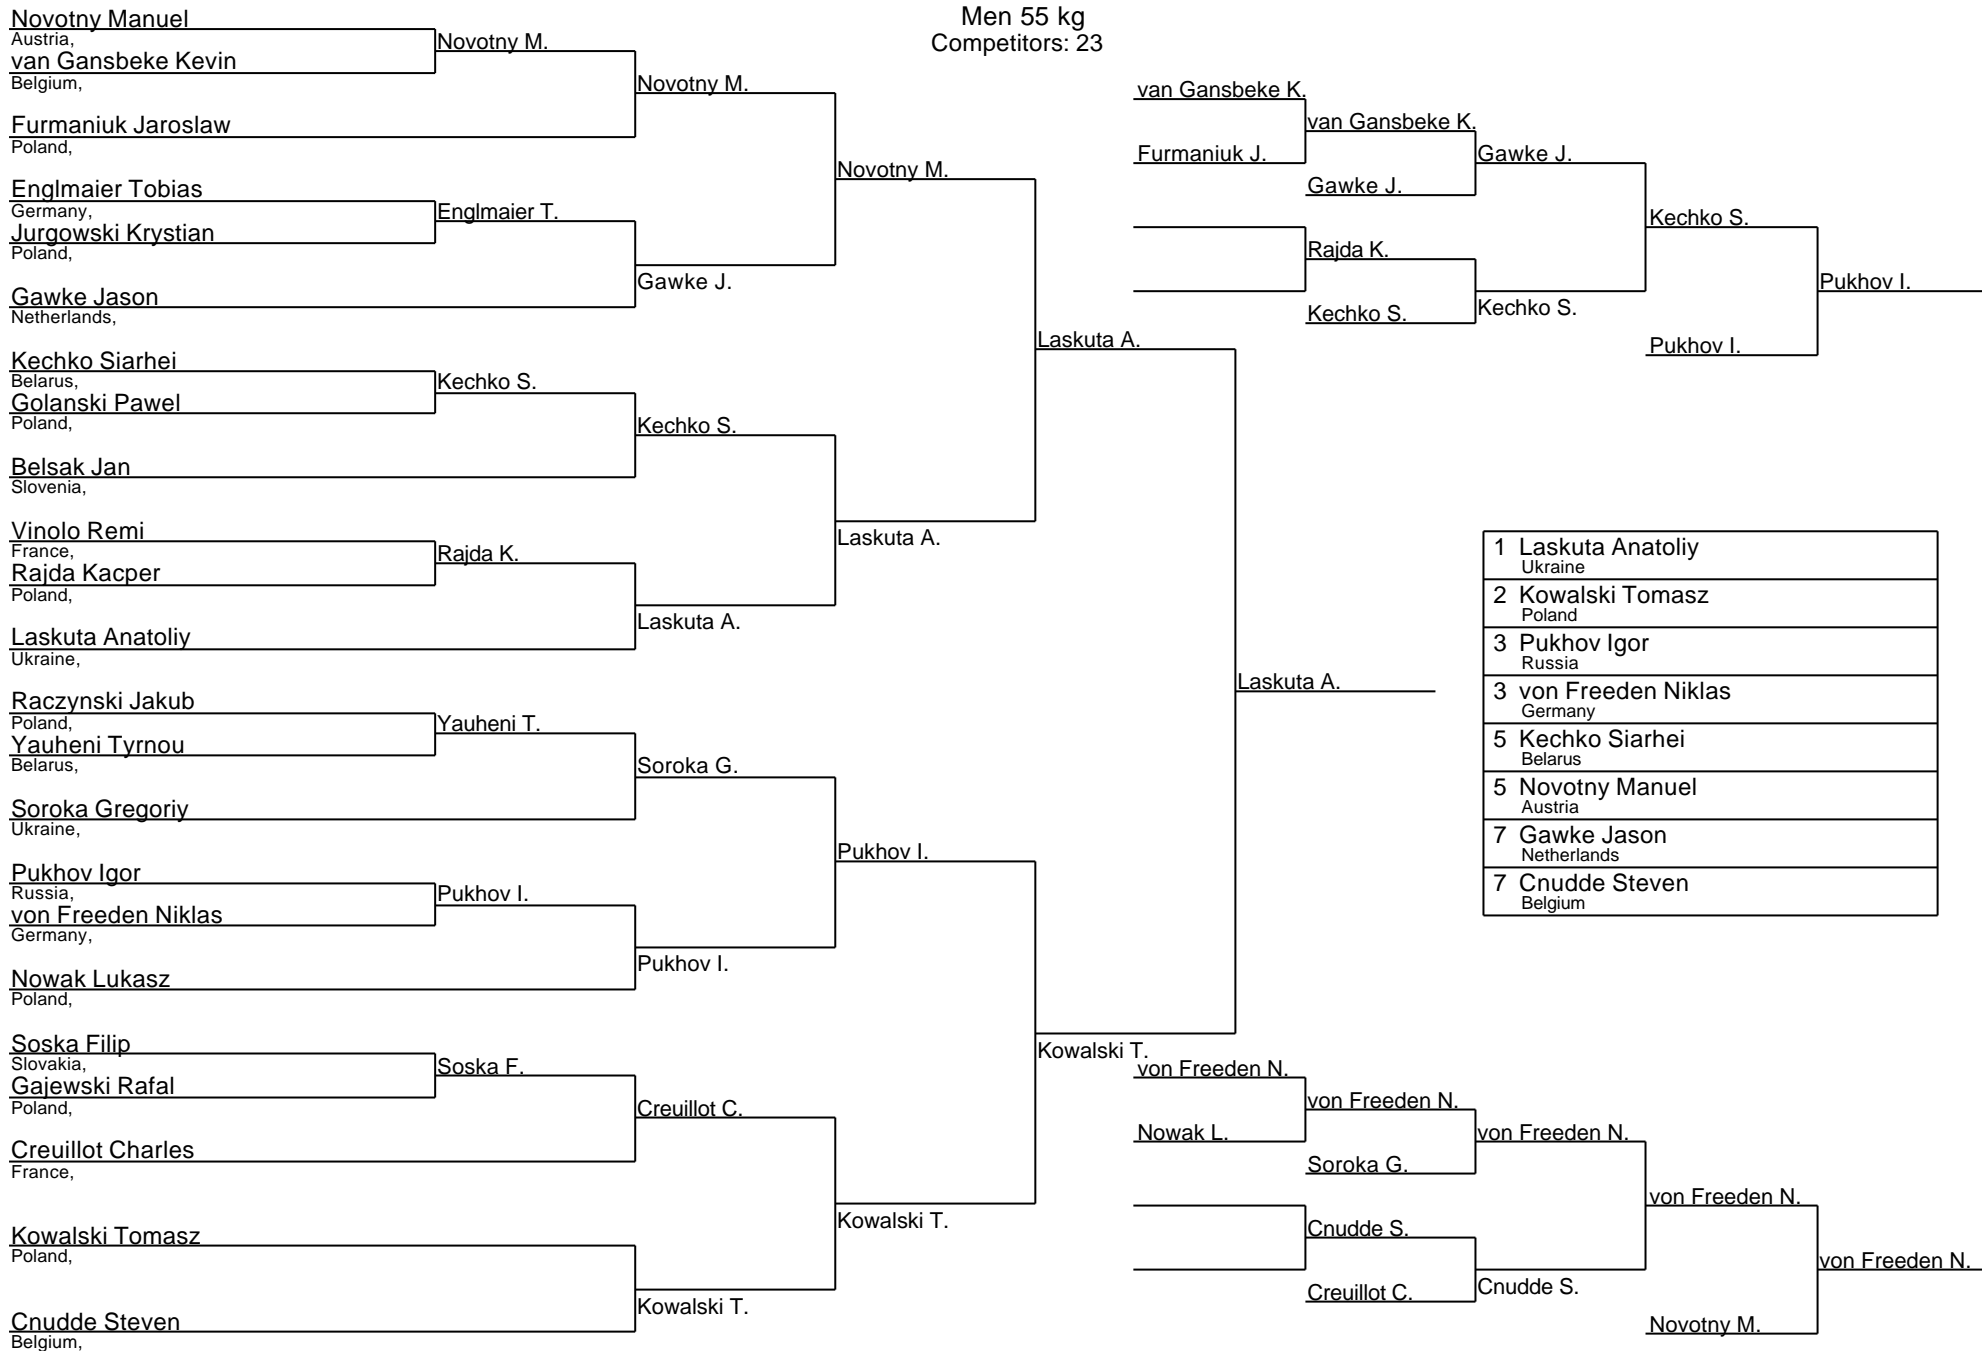 Men 55 kg
Competitors: 23
Novotny Manuel
Austria,
van Gansbeke Kevin
Belgium,
Furmaniuk Jaroslaw
Poland,
Englmaier Tobias
Germany,
Jurgowski Krystian
Poland,
Gawke Jason
Netherlands,
Kechko Siarhei
Belarus,
Golanski Pawel
Poland,
Belsak Jan
Slovenia,
Vinolo Remi
France,
Rajda Kacper
Poland,
Laskuta Anatoliy
Ukraine,
Raczynski Jakub
Poland,
Yauheni Tyrnou
Belarus,
Soroka Gregoriy
Ukraine,
Pukhov Igor
Russia,
von Freeden Niklas
Germany,
Nowak Lukasz
Poland,
Soska Filip
Slovakia,
Gajewski Rafal
Poland,
Creuillot Charles
France,
Kowalski Tomasz
Poland,
Cnudde Steven
Belgium,
Novotny M.
Englmaier T.
Kechko S.
Rajda K.
Yauheni T.
Pukhov I.
Soska F.
Novotny M.
Gawke J.
Kechko S.
Laskuta A.
Soroka G.
Pukhov I.
Creuillot C.
Kowalski T.
Novotny M.
Laskuta A.
Pukhov I.
Kowalski T.
Laskuta A.
Kowalski T.
Laskuta A.
van Gansbeke K.
Furmaniuk J.
van Gansbeke K.
Gawke J.
Rajda K.
Kechko S.
Gawke J.
Kechko S.
Kechko S.
Pukhov I.
Pukhov I.
1 Laskuta Anatoliy
Ukraine
2 Kowalski Tomasz
Poland
3 Pukhov Igor
Russia
3 von Freeden Niklas
Germany
5 Kechko Siarhei
Belarus
5 Novotny Manuel
Austria
7 Gawke Jason
Netherlands
7 Cnudde Steven
Belgium
von Freeden N.
Nowak L.
von Freeden N.
Soroka G.
Cnudde S.
Creuillot C.
von Freeden N.
Cnudde S.
von Freeden N.
Novotny M.
von Freeden N.